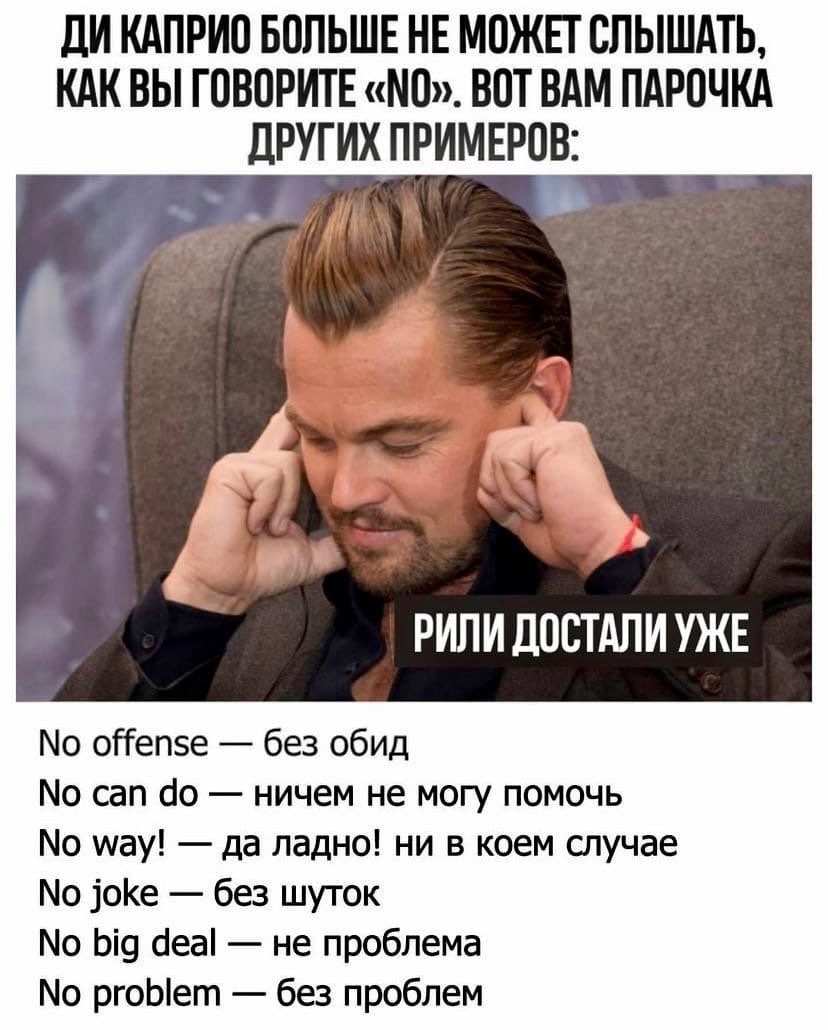 ДИ КАПРИО БОЛЬШЕ НЕ МОЖЕТ СЛЫШАТЬ,
КАК ВЫ ГОВОРИТЕ «NO». ВОТ ВАМ ПАРОЧКА
ДРУГИХ ПРИМЕРОВ:
РИЛИ ДОСТАЛИ УЖЕ
No offense — без обид
No can do — ничем не могу помочь
No way! — да ладно! ни в коем случае
No joke — без шуток
No big deal — не проблема
No problem — без проблем